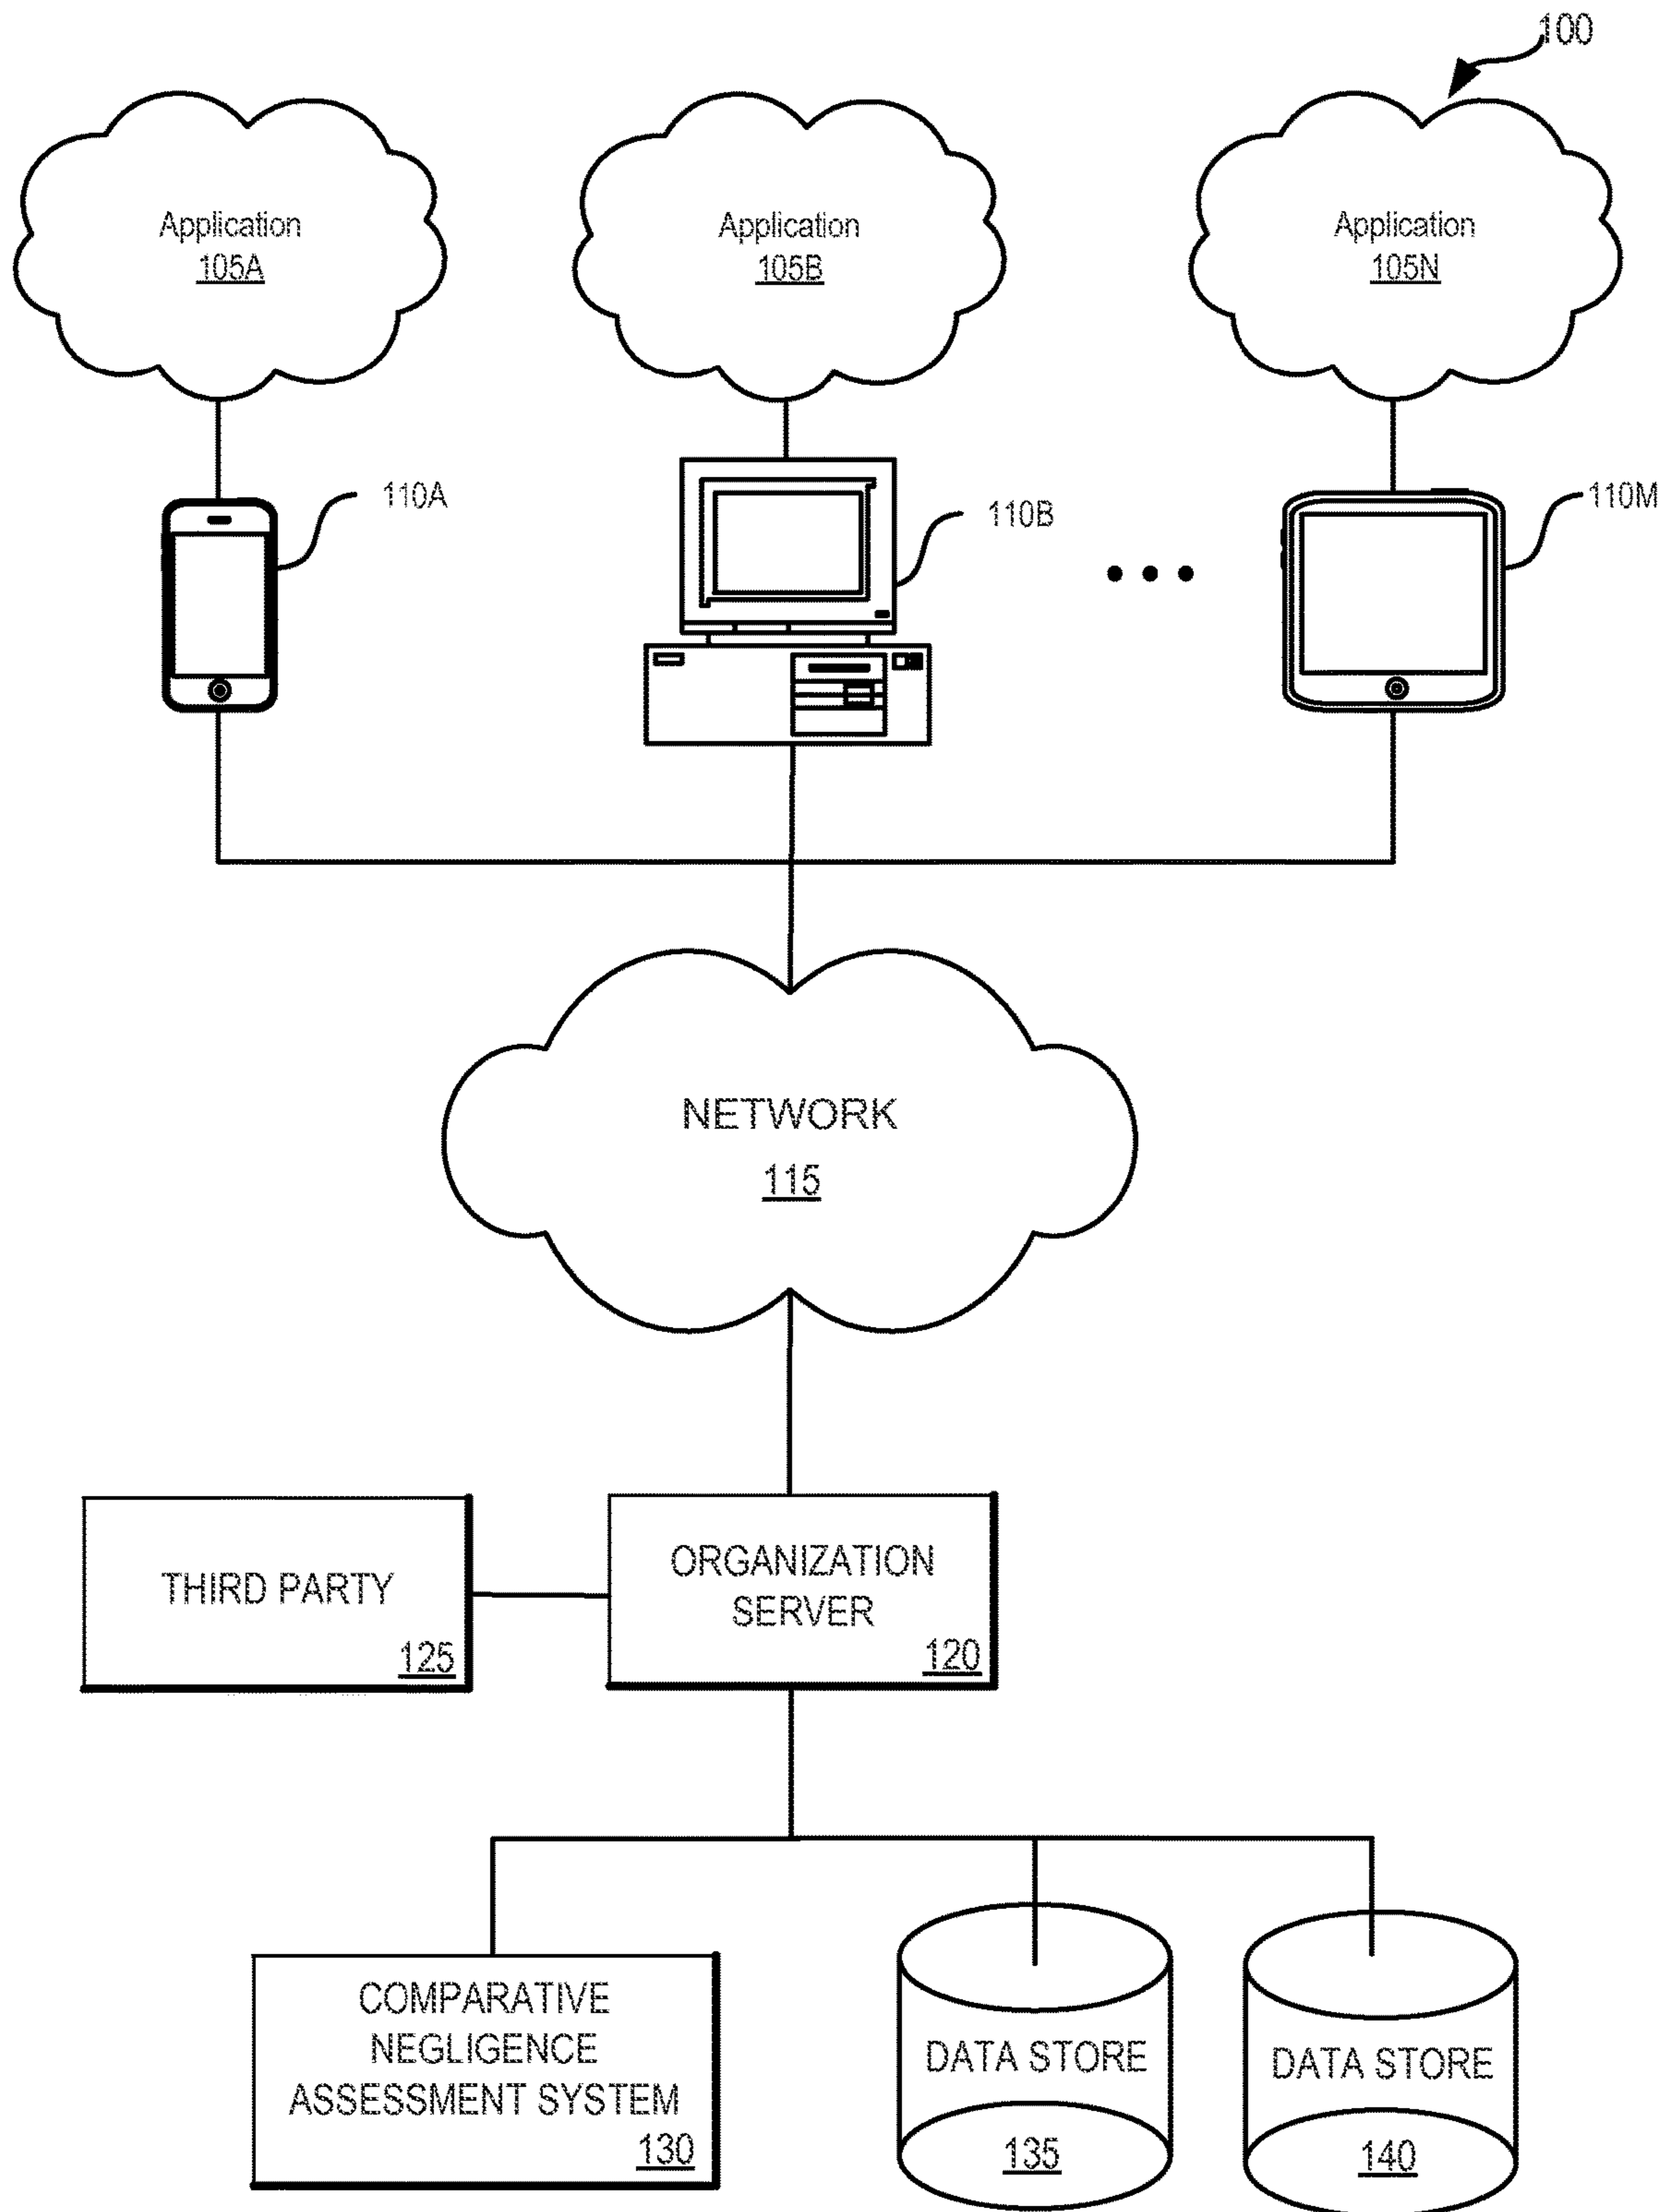 100
Application
105A
Application
105B
Application
105N
110A
110B
110M
NETWORK
115
THIRD PARTY
125
ORGANIZATION
SERVER
120
COMPARATIVE
NEGLIGENCE
ASSESSMENT SYSTEM
130
DATA STORE
135
DATA STORE
140